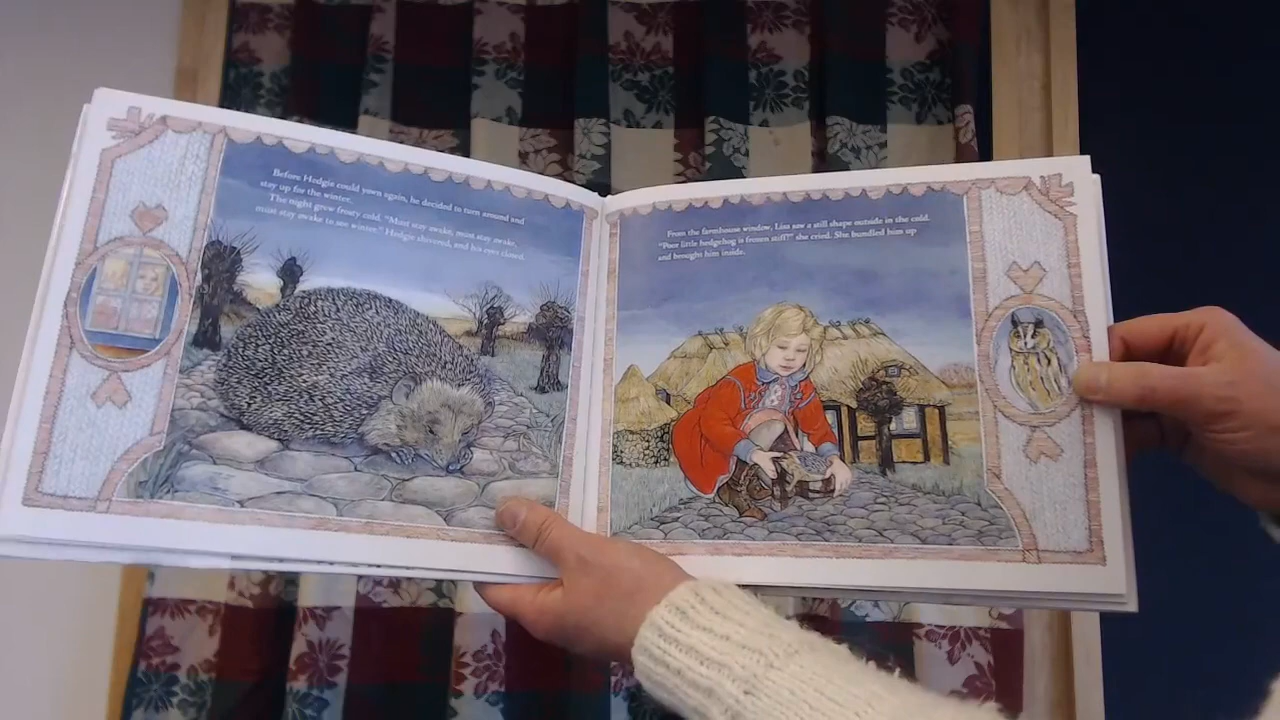 Before Hedgie could yawn again, he decided to turn around and
stay up for the winter.
The night grew frosty cold. "Must stay awake, must stay awake,
must stay awake to see winter." Hedgie shivered, and his eyes closed.
From the farmhouse window, Lisa saw a still shape outside in the cold.
"Poor little hedgehog is frozen stiff!" she cried. She bundled him up
and brought him inside.